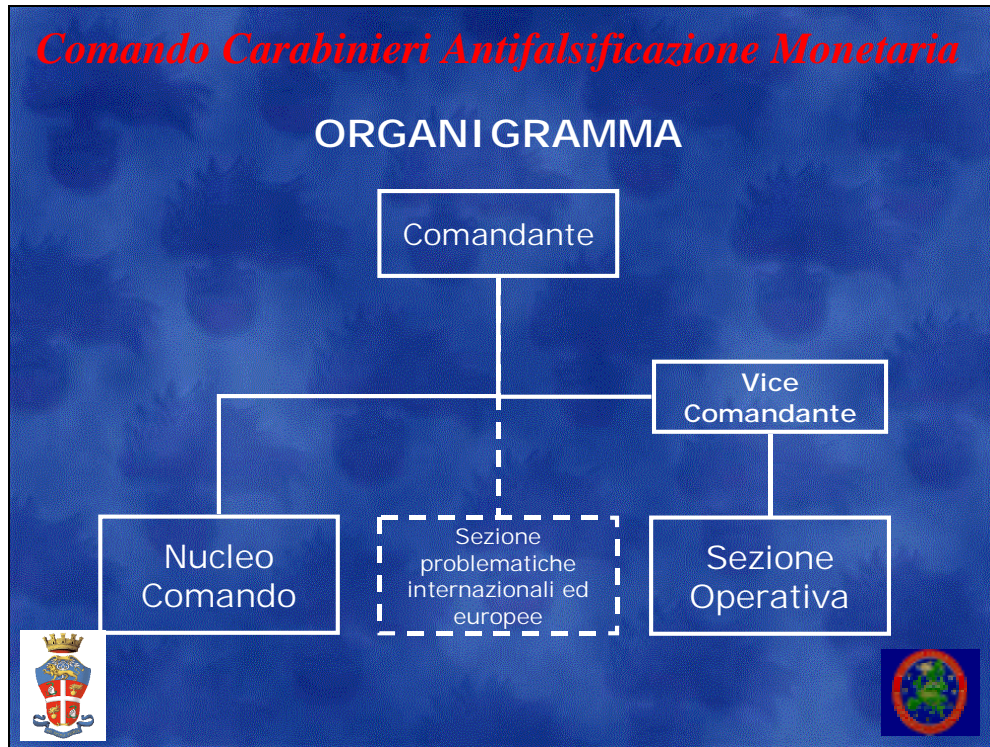 Comando Carabinieri Antifalsificazione Monetaria
ORGANIGRAMMA
Comandante
Vice
Comandante
Nucleo
Comando
Sezione
problematiche
internazionali ed
europee
Sezione
Operativa